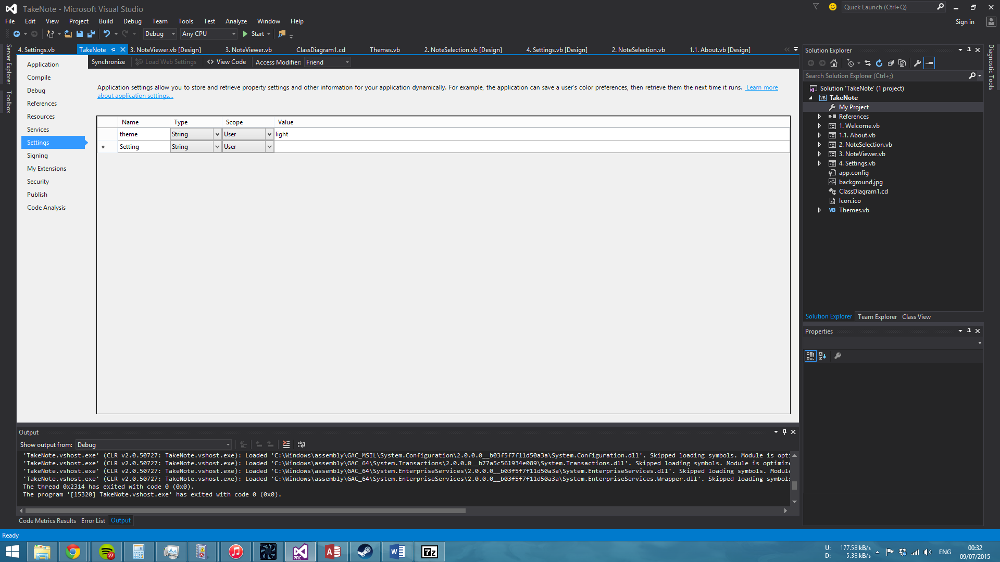 TakeNote - Microsoft Visual Studio
Quick Launch (Ctrl+Q)
File Edit View Project Build Debug Team Tools Test Analyze Window Help
Sign in
Debug Any CPU Start
Server Explorer
Toolbox
Diagnostic Tools
4. Settings.vb TakeNote 3. NoteViewer.vb [Design] 3. NoteViewer.vb ClassDiagram1.cd Themes.vb 2. NoteSelection.vb [Design] 4. Settings.vb [Design] 2. NoteSelection.vb 1.1. About.vb [Design]
Application
Compile
Debug
References
Resources
Services
Settings
Signing
My Extensions
Security
Publish
Code Analysis
Synchronize Load Web Settings View Code Access Modifier: Friend
Application settings allow you to store and retrieve property settings and other information for your application dynamically. For example, the application can save a user's color preferences, then retrieve them the next time it runs. Learn more
about application settings...
Name Type Scope Value
theme String User light
* Setting String User
Solution Explorer
Search Solution Explorer (Ctrl+;)
Solution 'TakeNote' (1 project)
VB TakeNote
My Project
References
1. Welcome.vb
1.1. About.vb
2. NoteSelection.vb
3. NoteViewer.vb
4. Settings.vb
app.config
background.jpg
ClassDiagram1.cd
Icon.ico
VB Themes.vb
Solution Explorer Team Explorer Class View
Properties
Output
Show output from: Debug
'TakeNote.vshost.exe' (CLR v2.0.50727: TakeNote.vshost.exe): Loaded 'C:\Windows\assembly\GAC_MSIL\System.Configuration\2.0.0.0__b03f5f7f11d50a3a\System.Configuration.dll'. Skipped loading symbols. Module is opti
'TakeNote.vshost.exe' (CLR v2.0.50727: TakeNote.vshost.exe): Loaded 'C:\Windows\assembly\GAC_64\System.Transactions\2.0.0.0__b77a5c561934e089\System.Transactions.dll'. Skipped loading symbols. Module is optimize
'TakeNote.vshost.exe' (CLR v2.0.50727: TakeNote.vshost.exe): Loaded 'C:\Windows\assembly\GAC_64\System.EnterpriseServices\2.0.0.0__b03f5f7f11d50a3a\System.EnterpriseServices.dll'. Skipped loading symbols. Modul
'TakeNote.vshost.exe' (CLR v2.0.50727: TakeNote.vshost.exe): Loaded 'C:\Windows\assembly\GAC_64\System.EnterpriseServices\2.0.0.0__b03f5f7f11d50a3a\System.EnterpriseServices.Wrapper.dll'. Skipped loading symbols
The thread 0x2314 has exited with code 0 (0x0).
The program '[15320] TakeNote.vshost.exe' has exited with code 0 (0x0).
Code Metrics Results Error List Output
Ready
27
PRE
7z
U: 177.58 kB/s
D: 5.38 kB/s
ENG
00:32
09/07/2015